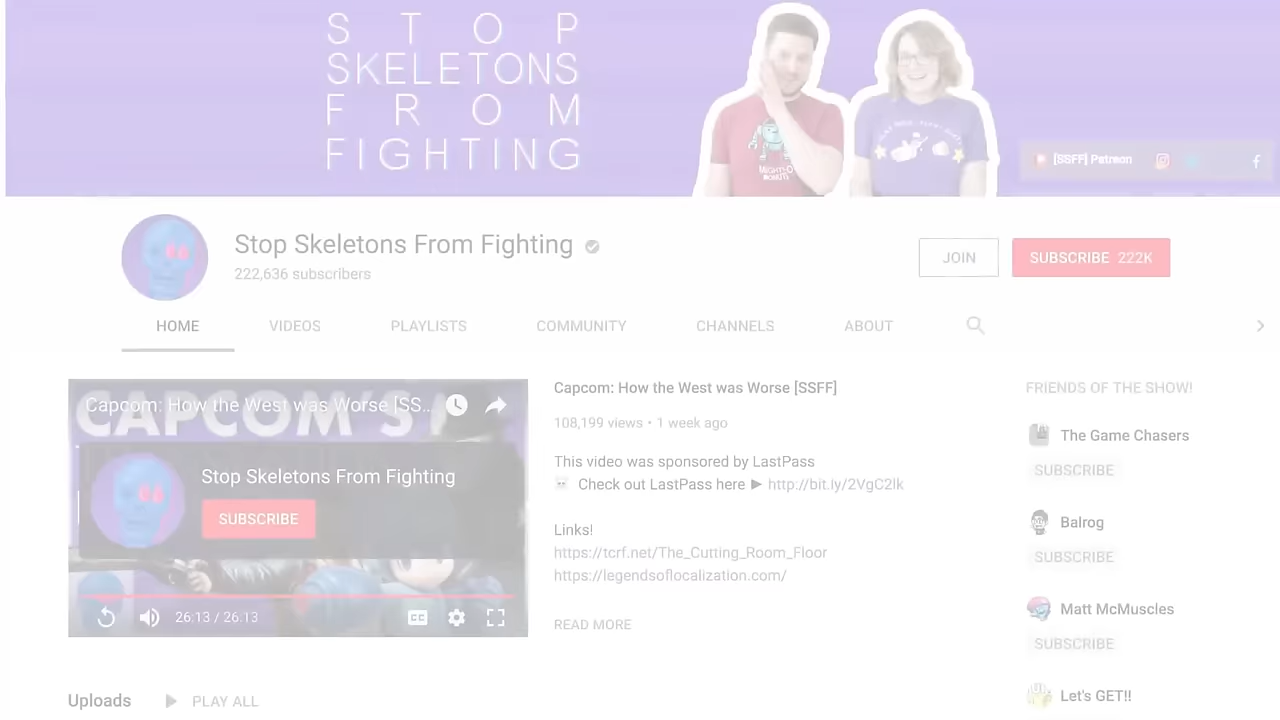 STOP
SKELETONS
FROM
FIGHTING
[SSFF] Patreon
Stop Skeletons From Fighting
222,636 subscribers
JOIN
SUBSCRIBE 222K
HOME
VIDEOS
PLAYLISTS
COMMUNITY
CHANNELS
ABOUT
CAPCOM'S
Capcom: How the West was Worse [SS...
Stop Skeletons From Fighting
SUBSCRIBE
26:13 / 26:13
CC
Capcom: How the West was Worse [SSFF]
108,199 views • 1 week ago
This video was sponsored by LastPass
Check out LastPass here ► http://bit.ly/2VgC2lk
Links!
https://tcrf.net/The_Cutting_Room_Floor
https://legendsoflocalization.com/
READ MORE
FRIENDS OF THE SHOW!
The Game Chasers
SUBSCRIBE
Balrog
SUBSCRIBE
Matt McMuscles
SUBSCRIBE
Let's GET!!
Uploads
PLAY ALL